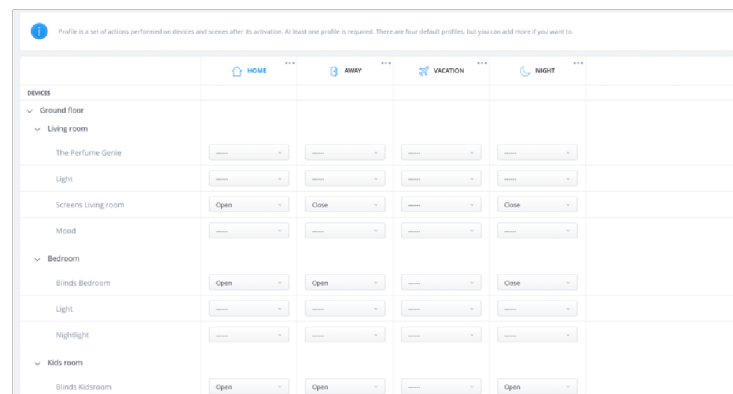 Profile is a set of actions performed on devices and scenes after its activation. At least one profile is required. There are four default profiles, but you can add more if you want to.
HOME AWAY VACATION NIGHT
DEVICES
Ground floor
Living room
The Perfume Genie ---- ---- ---- ----
Light ---- ---- ---- ----
Screens Living room Open Close ---- Close
Mood ---- ---- ---- ----
Bedroom
Blinds Bedroom Open Open ---- Close
Light ---- ---- ---- ----
Nightlight ---- ---- ---- ----
Kids room
Blinds Kidsroom Open Open ---- Open